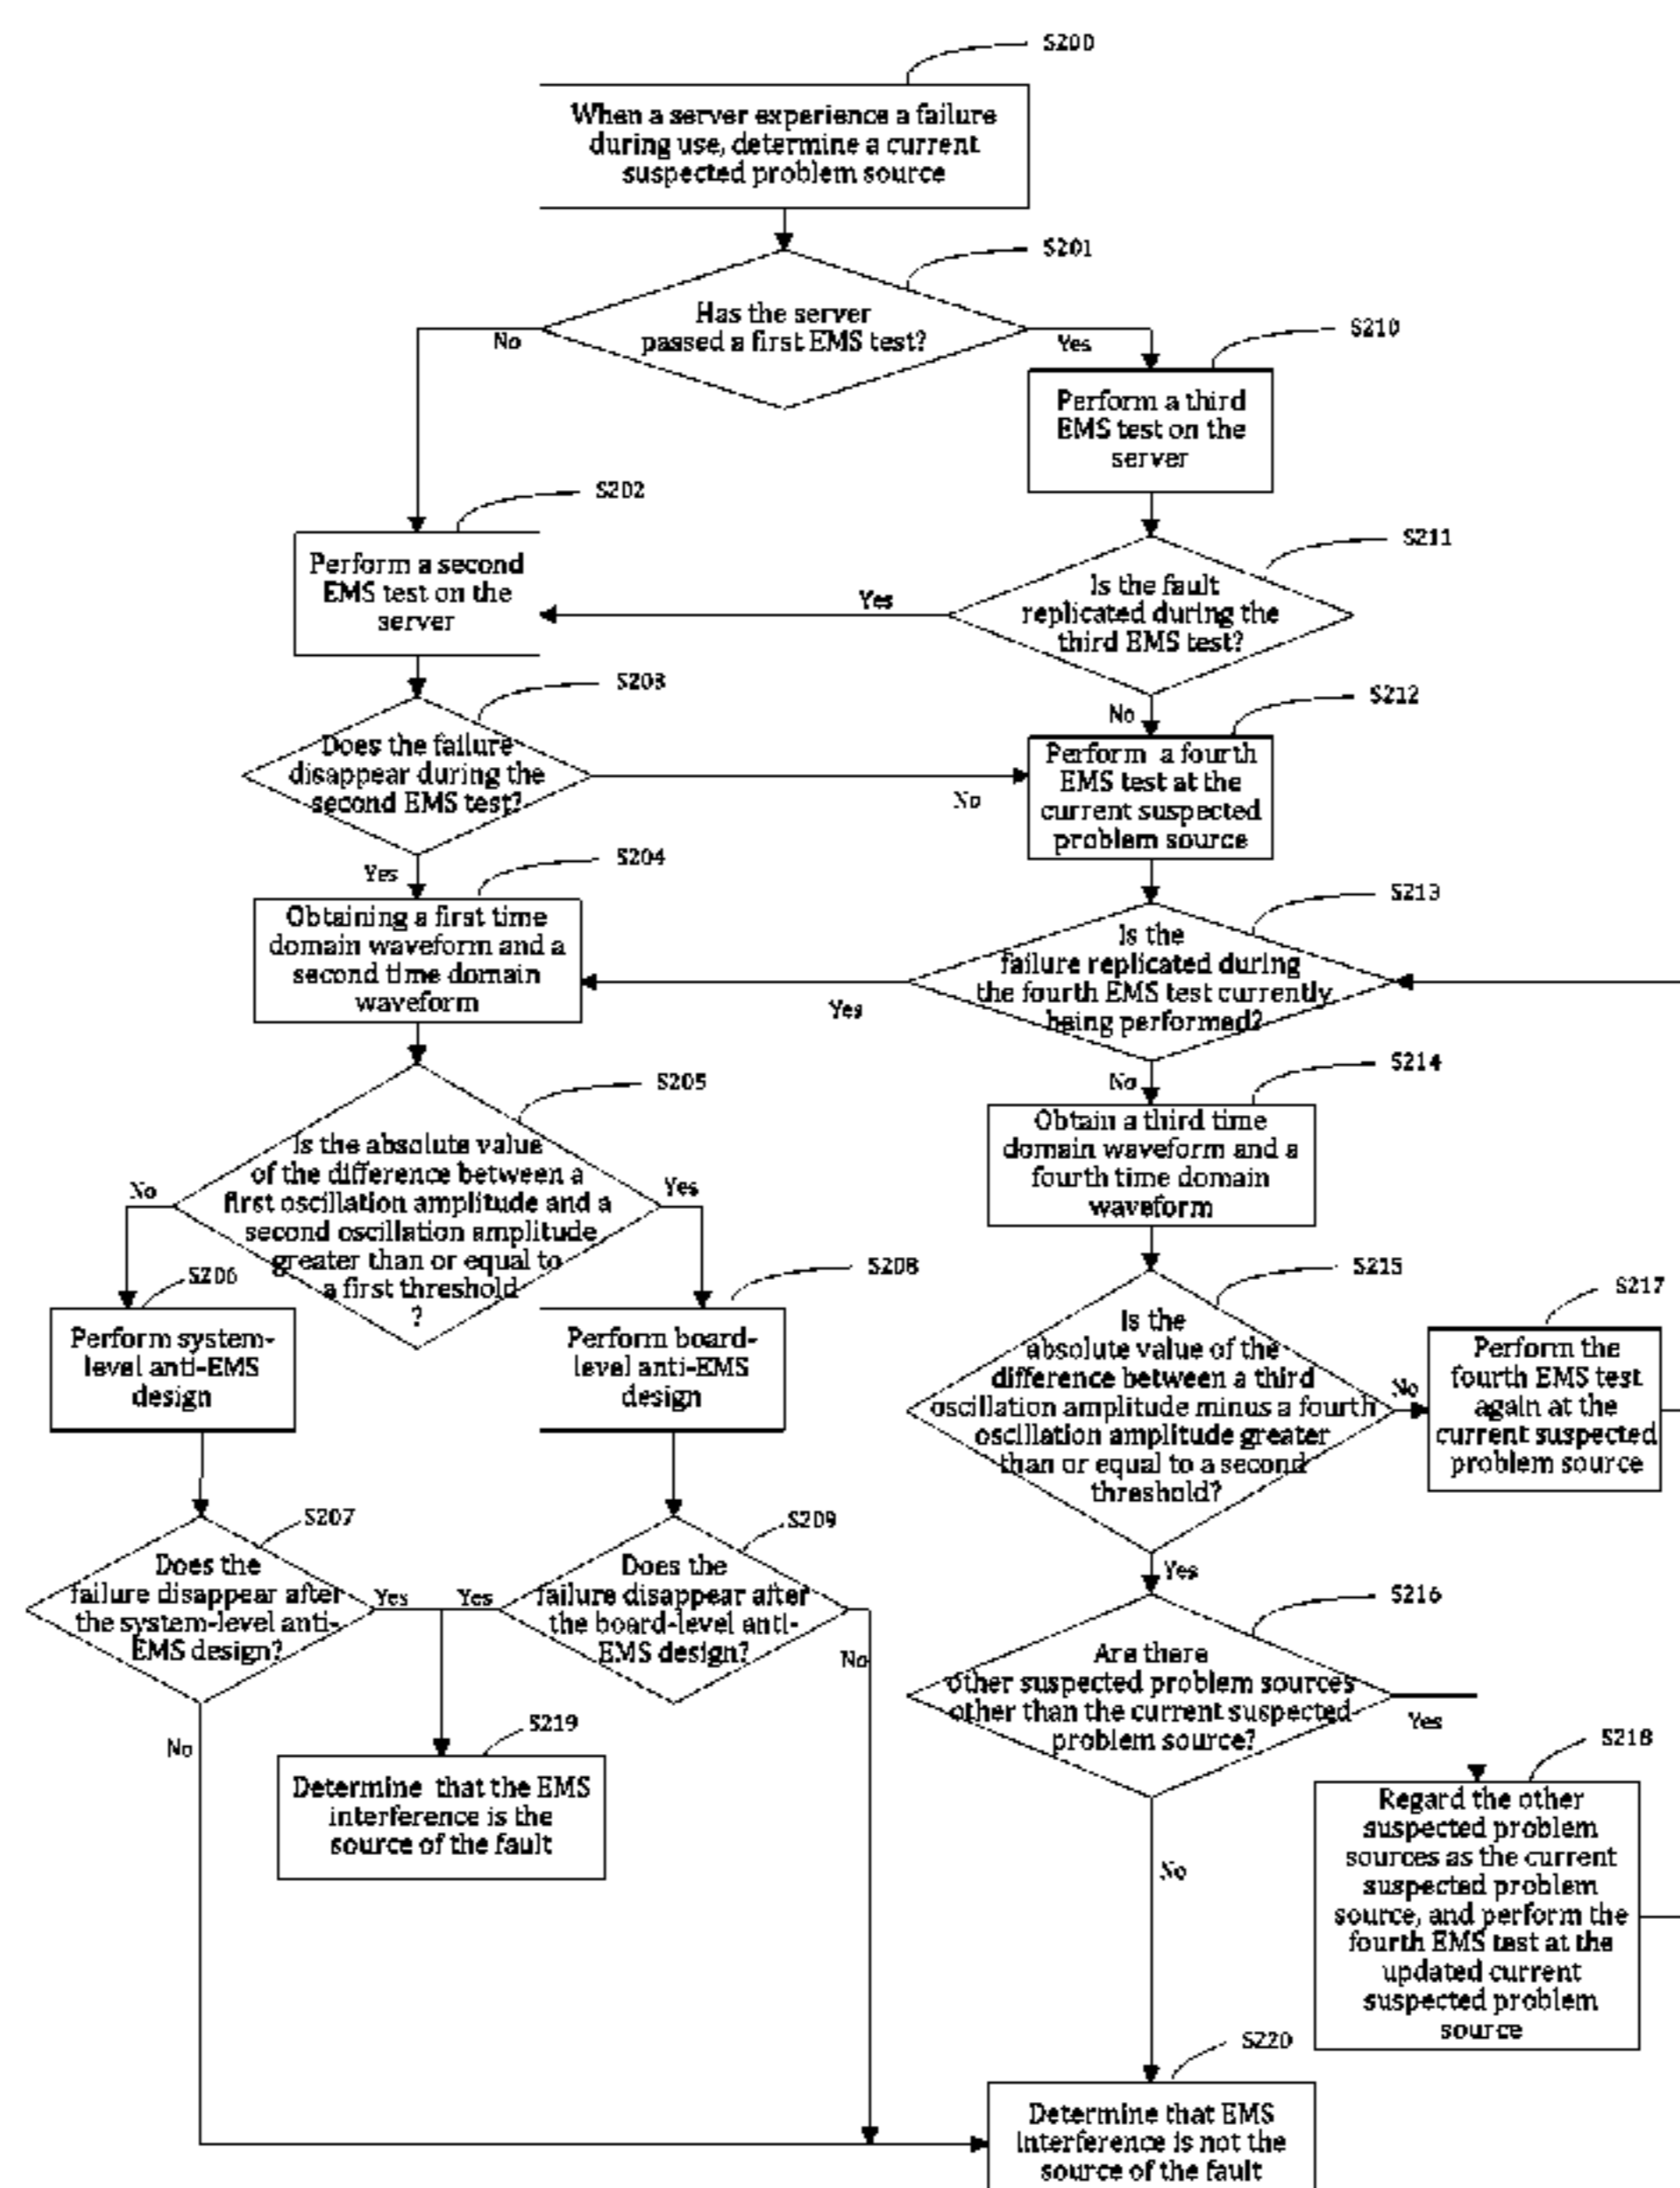 S200
When a server experience a failure
during use, determine a current
suspected problem source
S201
Has the server
passed a first EMS test?
No
Yes
S210
Perform a third
EMS test on the
server
S202
Perform a second
EMS test on the
server
S211
Is the fault
replicated during the
third EMS test?
Yes
No
S203
Does the failure
disappear during the
second EMS test?
No
Yes
S212
Perform a fourth
EMS test at the
current suspected
problem source
S204
Obtaining a first time
domain waveform and a
second time domain
waveform
S213
Is the
failure replicated during
the fourth EMS test currently
being performed?
Yes
No
S205
Is the absolute value
of the difference between a
first oscillation amplitude and a
second oscillation amplitude
greater than or equal to
a first threshold
?
No
Yes
S214
Obtain a third time
domain waveform and a
fourth time domain
waveform
S206
Perform system-
level anti-EMS
design
S208
Perform board-
level anti-EMS
design
S215
Is the
absolute value of the
difference between a third
oscillation amplitude minus a fourth
oscillation amplitude greater
than or equal to a second
threshold?
No
Yes
S217
Perform the
fourth EMS test
again at the
current suspected
problem source
S207
Does the
failure disappear after
the system-level anti-
EMS design?
Yes
No
S209
Does the
failure disappear after
the board-level anti-
EMS design?
Yes
No
S216
Are there
other suspected problem sources
other than the current suspected
problem source?
Yes
No
S219
Determine that the EMS
interference is the
source of the fault
S218
Regard the other
suspected problem
sources as the current
suspected problem
source, and perform the
fourth EMS test at the
updated current
suspected problem
source
S220
Determine that EMS
interference is not the
source of the fault